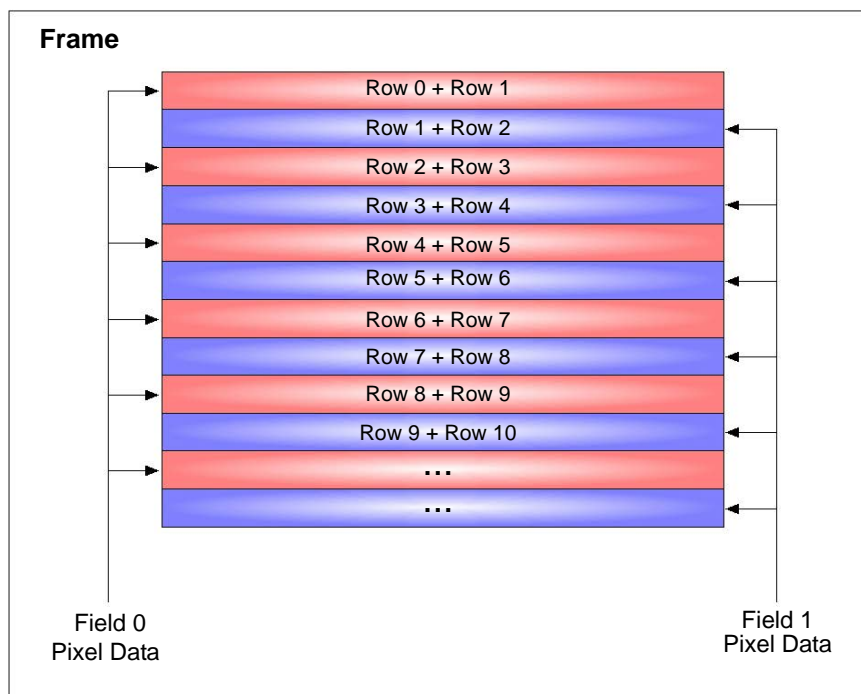 Frame
Row 0 + Row 1
Row 1 + Row 2
Row 2 + Row 3
Row 3 + Row 4
Row 4 + Row 5
Row 5 + Row 6
Row 6 + Row 7
Row 7 + Row 8
Row 8 + Row 9
Row 9 + Row 10
...
...
Field 0
Pixel Data
Field 1
Pixel Data